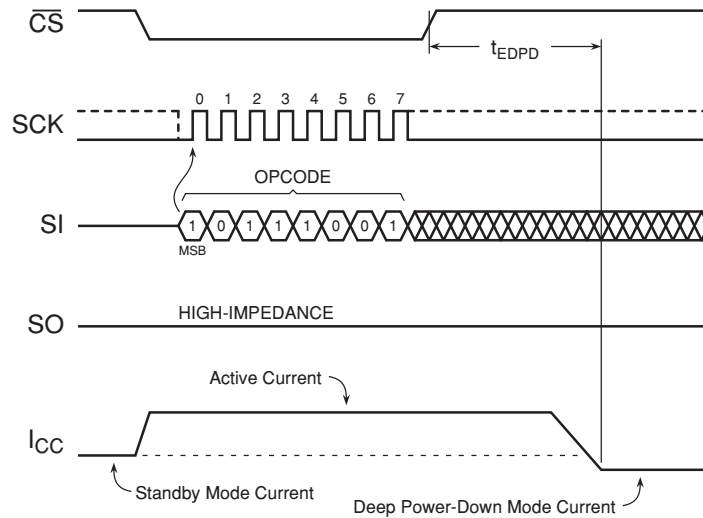 CS
tEDPD
0 1 2 3 4 5 6 7
SCK
OPCODE
SI
1 0 1 1 1 0 0 1
MSB
HIGH-IMPEDANCE
SO
Active Current
ICC
Standby Mode Current
Deep Power-Down Mode Current